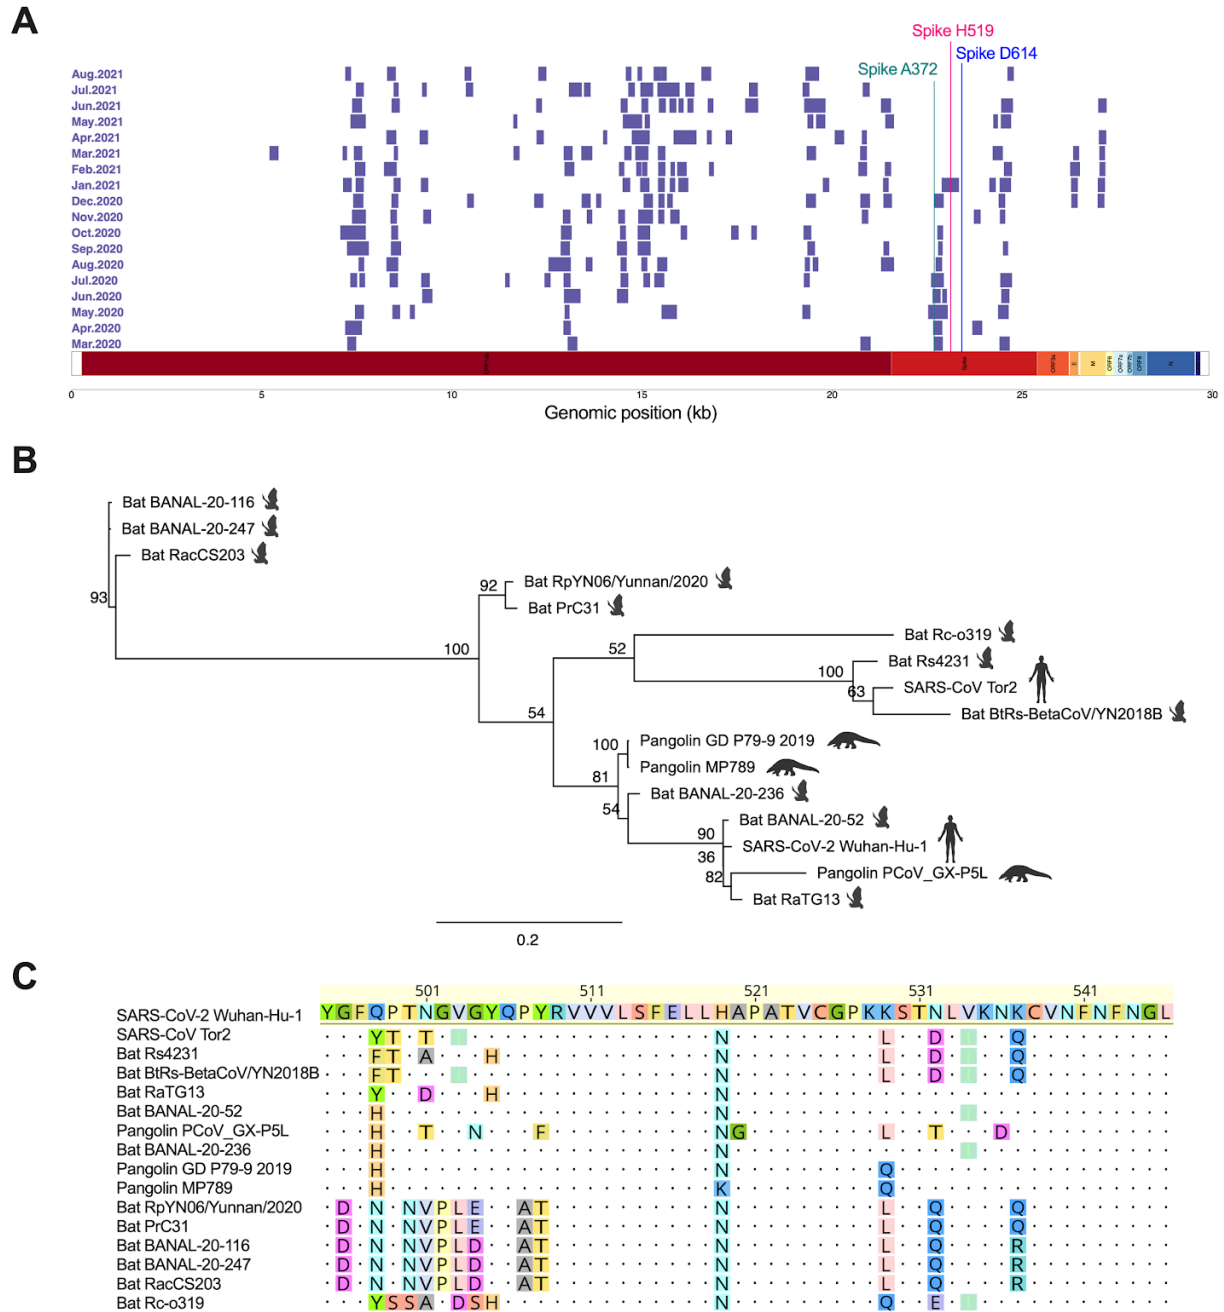 A
Spike H519
Spike D614
Spike A372
Aug.2021
Jul.2021
Jun.2021
May.2021
Apr.2021
Mar.2021
Feb.2021
Jan.2021
Dec.2020
Nov.2020
Oct.2020
Sep.2020
Aug.2020
Jul.2020
Jun.2020
May.2020
Apr.2020
Mar.2020
Spike ORF3a E M ORF6 ORF7a ORF7b ORF8 N
0 5 10 15 20 25 30
Genomic position (kb)
B
Bat BANAL-20-116
Bat BANAL-20-247
Bat RacCS203
93
Bat RpYN06/Yunnan/2020
92
Bat PrC31
Bat Rc-o319
52
100
Bat Rs4231
100
SARS-CoV Tor2
63
Bat BtRs-BetaCoV/YN2018B
54
Pangolin GD P79-9 2019
100
Pangolin MP789
81
Bat BANAL-20-236
54
Bat BANAL-20-52
90
SARS-CoV-2 Wuhan-Hu-1
36
Pangolin PCoV_GX-P5L
82
Bat RaTG13
0.2
C
501 511 521 531 541
SARS-CoV-2 Wuhan-Hu-1 YGFQPTNGVGYQPYRVVVLSFELLHAPATVCGPKKSTNLVKNKCVNFNFNGL
SARS-CoV Tor2 Y T T N L D Q
Bat Rs4231 F T A H N L D Q
Bat BtRs-BetaCoV/YN2018B F T N L D Q
Bat RaTG13 Y D H N
Bat BANAL-20-52 H N
Pangolin PCoV_GX-P5L H T N F N G L T D
Bat BANAL-20-236 H N
Pangolin GD P79-9 2019 H N Q
Pangolin MP789 H K Q
Bat RpYN06/Yunnan/2020 D N N V P L E A T N L Q Q
Bat PrC31 D N N V P L E A T N L Q Q
Bat BANAL-20-116 D N N V P L D A T N L Q R
Bat BANAL-20-247 D N N V P L D A T N L Q R
Bat RacCS203 D N N V P L D A T N L Q R
Bat Rc-o319 Y S S A D S H N Q E